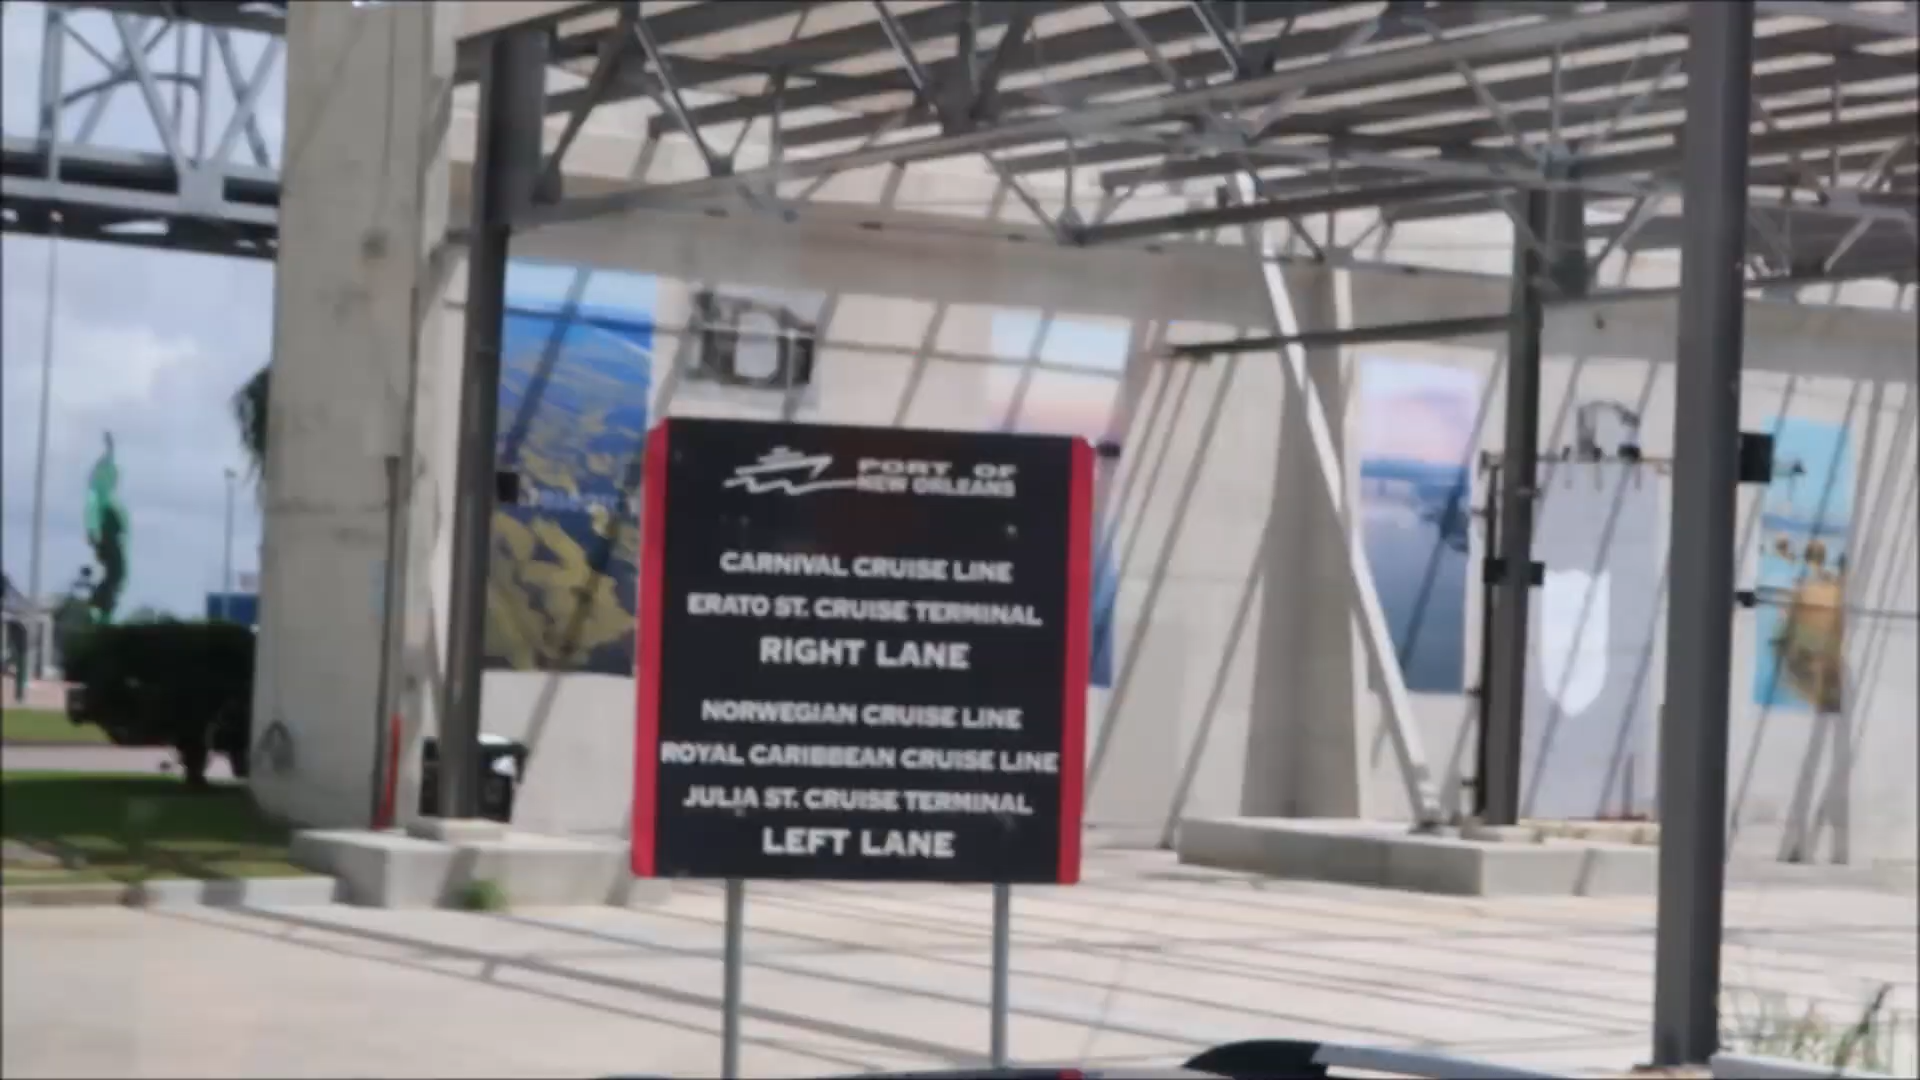 PORT OF
NEW ORLEANS
CARNIVAL CRUISE LINE
ERATO ST. CRUISE TERMINAL
RIGHT LANE
NORWEGIAN CRUISE LINE
ROYAL CARIBBEAN CRUISE LINE
JULIA ST. CRUISE TERMINAL
LEFT LANE